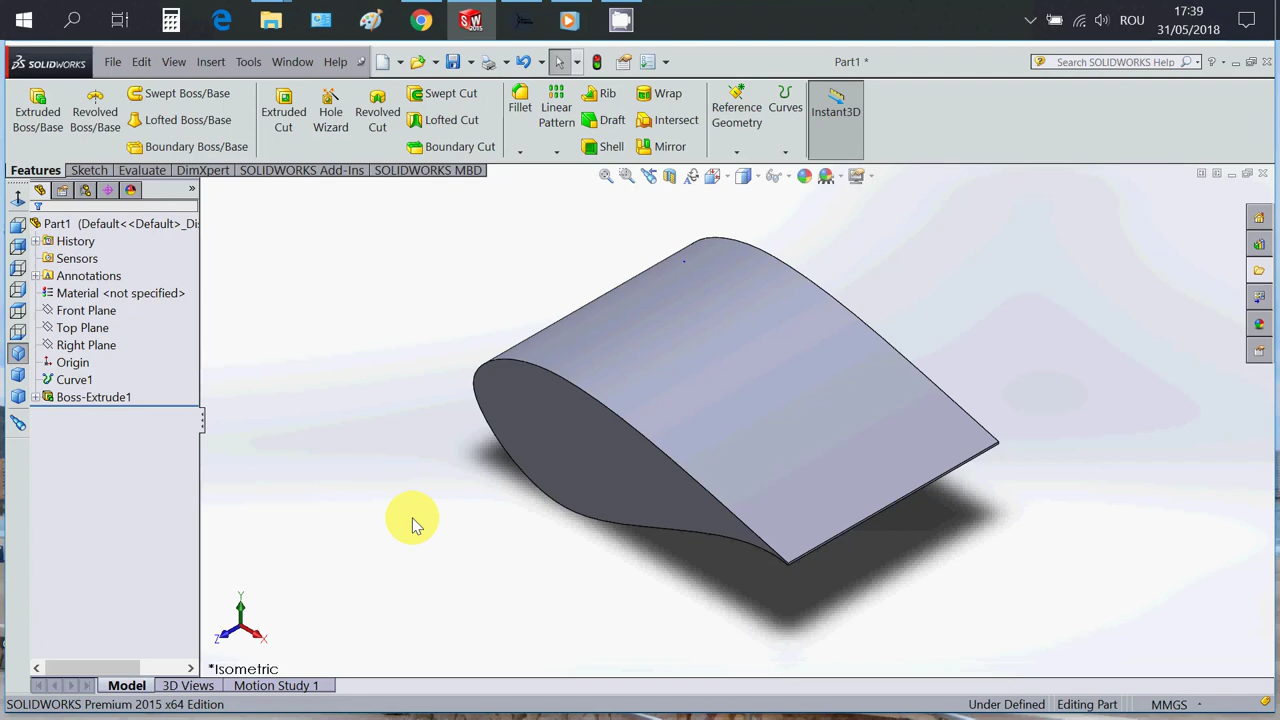 17:39
ROU
31/05/2018
SOLIDWORKS File Edit View Insert Tools Window Help Part1 * Search SOLIDWORKS Help
Extruded Boss/Base
Revolved Boss/Base
Swept Boss/Base
Lofted Boss/Base
Boundary Boss/Base
Extruded Cut
Hole Wizard
Revolved Cut
Swept Cut
Lofted Cut
Boundary Cut
Fillet
Linear Pattern
Rib
Draft
Shell
Wrap
Intersect
Mirror
Reference Geometry
Curves
Instant3D
Features Sketch Evaluate DimXpert SOLIDWORKS Add-Ins SOLIDWORKS MBD
Part1 (Default<<Default>_Di
History
Sensors
Annotations
Material <not specified>
Front Plane
Top Plane
Right Plane
Origin
Curve1
Boss-Extrude1
Y
Z X
*Isometric
Model 3D Views Motion Study 1
SOLIDWORKS Premium 2015 x64 Edition Under Defined Editing Part MMGS